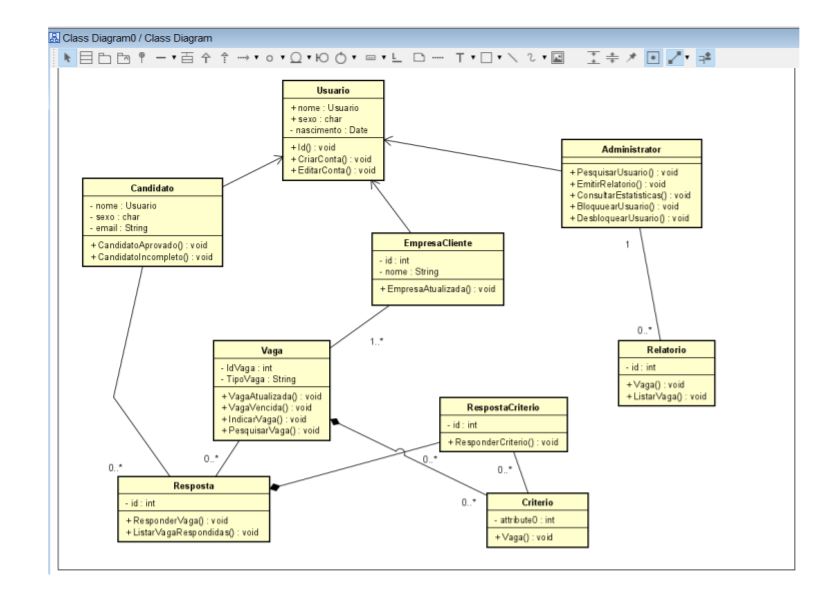 Class Diagram0 / Class Diagram
Usuario
+ nome : Usuario
+ sexo : char
- nascimento : Date
+ Id() : void
+ CriarConta() : void
+ EditarConta() : void
Administrator
+ PesquisarUsuario() : void
+ EmitirRelatorio() : void
+ ConsultarEstatisticas() : void
+ BloquuearUsuario() : void
+ DesbloquearUsuario() : void
Candidato
- nome : Usuario
- sexo : char
- email : String
+ CandidatoAprovado() : void
+ CandidatoIncompleto() : void
EmpresaCliente
- id : int
- nome : String
+ EmpresaAtualizada() : void
1
0..*
1..*
Relatorio
- id : int
+ Vaga() : void
+ ListarVaga() : void
Vaga
- IdVaga : int
- TipoVaga : String
+ VagaAtualizada() : void
+ VagaVencida() : void
+ IndicarVaga() : void
+ PesquisarVaga() : void
RespostaCriterio
- id : int
+ ResponderCriterio() : void
0..*
0..*
0..*
0..*
0..*
Resposta
- id : int
+ ResponderVaga() : void
+ ListarVagaRespondidas() : void
Criterio
- attribute0 : int
+ Vaga() : void